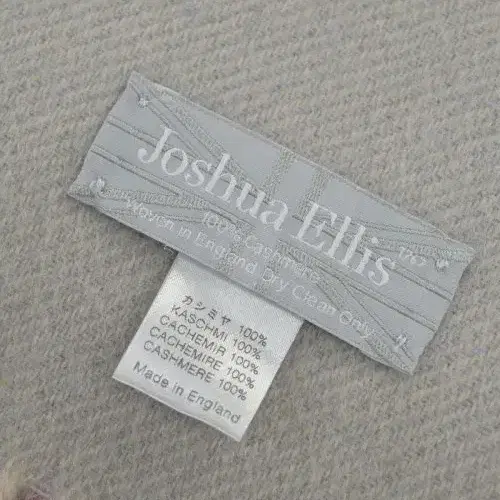 Joshua Ellis
100% Cashmere
Woven in England Dry Clean Only
カシミヤ 100%
KASCHMI 100%
CACHEMIR 100%
CACHEMIRE 100%
CASHMERE 100%
Made in England